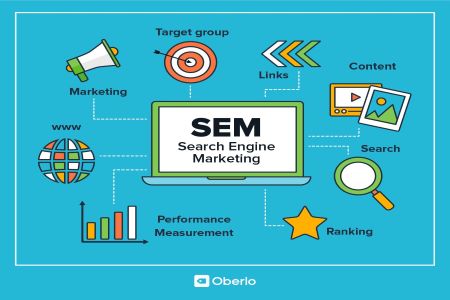 Target group
Links
Content
Marketing
www
SEM
Search Engine
Marketing
Search
Performance
Measurement
Ranking
Oberlo